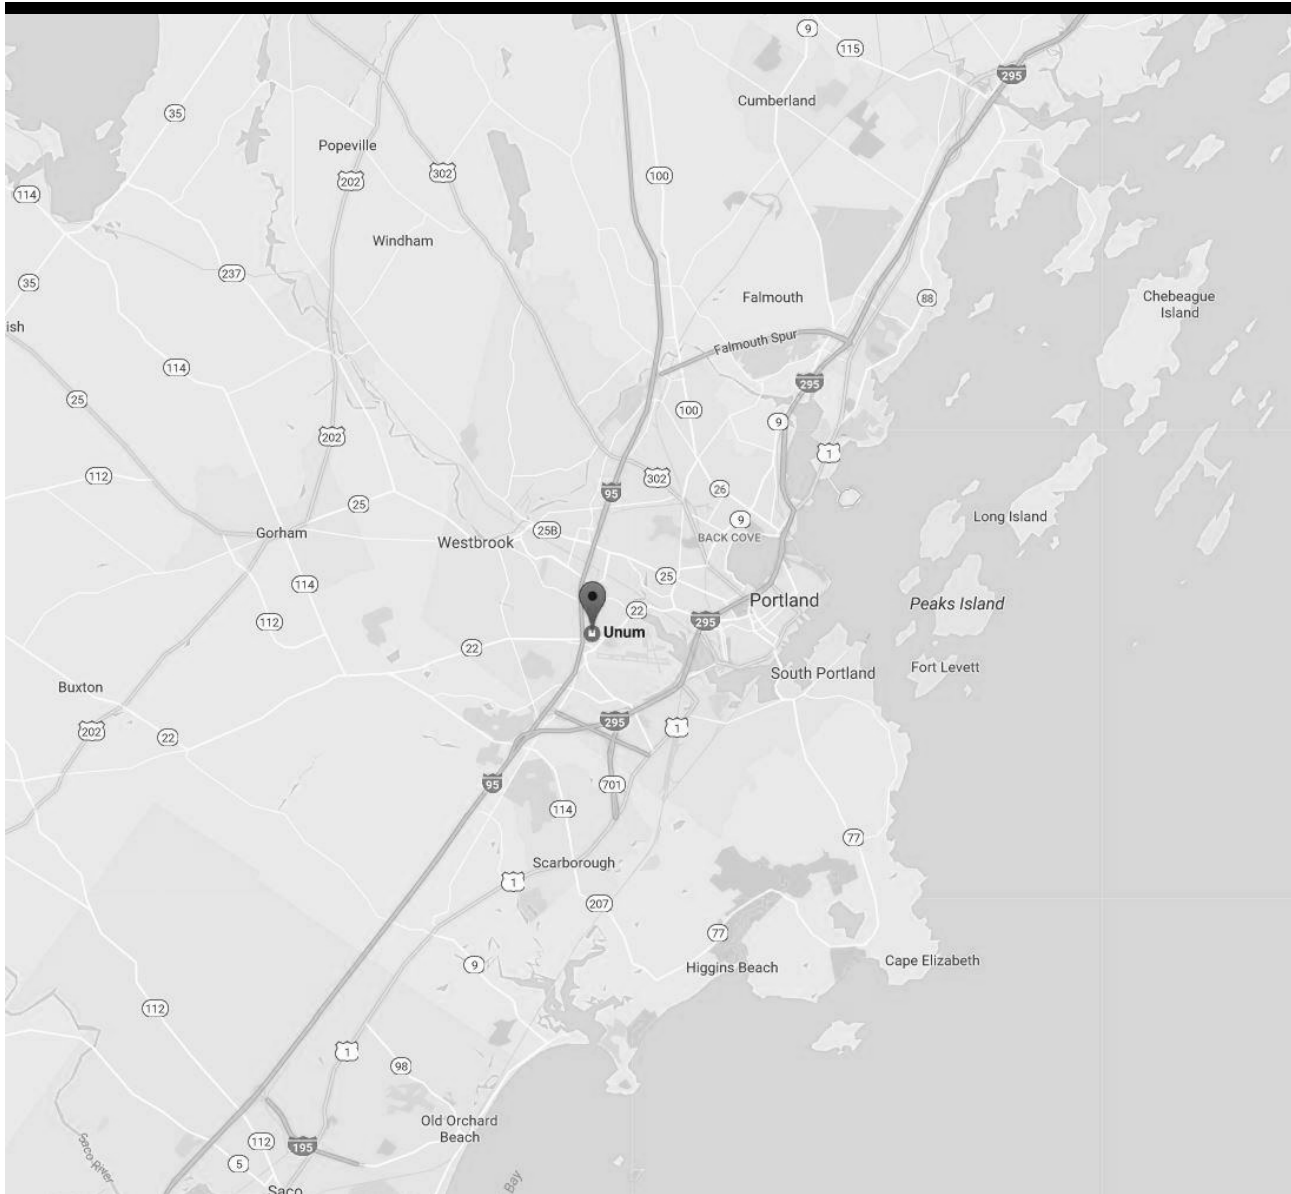 9
115
295
Cumberland
35
Popeville
100
302
202
114
Windham
237
35
88
Chebeague
Island
Falmouth
ish
Falmouth Spur
114
295
25
100
9
202
1
302
112
26
95
25
Long Island
9
25B
Gorham
BACK COVE
Westbrook
25
114
Portland
Peaks Island
22
112
295
Unum
22
Fort Levett
South Portland
Buxton
295
1
202
22
95
701
114
77
Scarborough
1
207
77
Cape Elizabeth
9
Higgins Beach
112
1
98
Old Orchard
Beach
112
195
Saco River
5
Bay
Saco